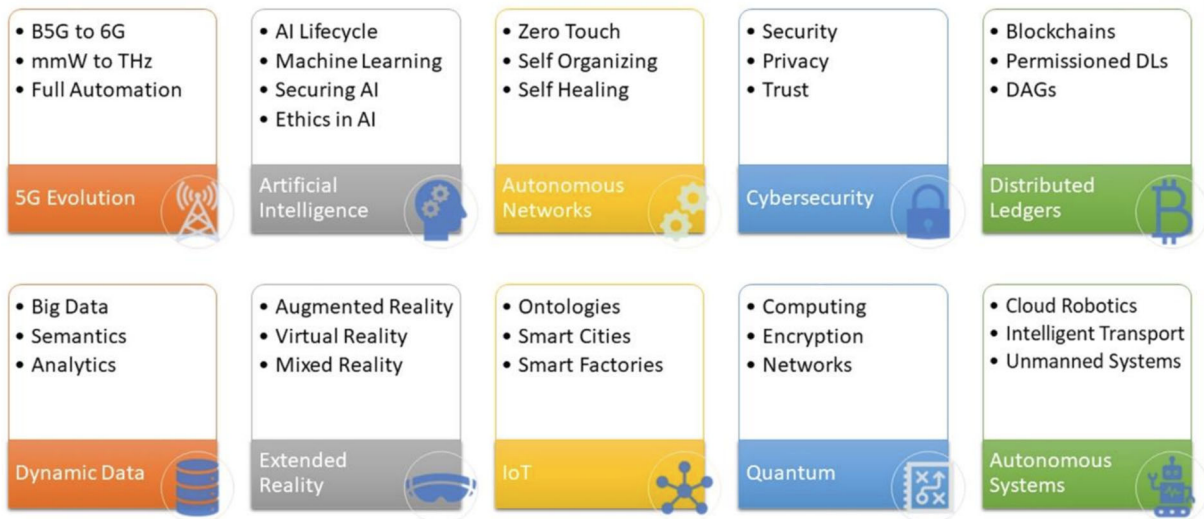 • B5G to 6G
• mmW to THz
• Full Automation
5G Evolution
• AI Lifecycle
• Machine Learning
• Securing AI
• Ethics in AI
Artificial
Intelligence
• Zero Touch
• Self Organizing
• Self Healing
Autonomous
Networks
• Security
• Privacy
• Trust
Cybersecurity
• Blockchains
• Permissioned DLs
• DAGs
Distributed
Ledgers
• Big Data
• Semantics
• Analytics
Dynamic Data
• Augmented Reality
• Virtual Reality
• Mixed Reality
Extended
Reality
• Ontologies
• Smart Cities
• Smart Factories
IoT
• Computing
• Encryption
• Networks
Quantum
• Cloud Robotics
• Intelligent Transport
• Unmanned Systems
Autonomous
Systems